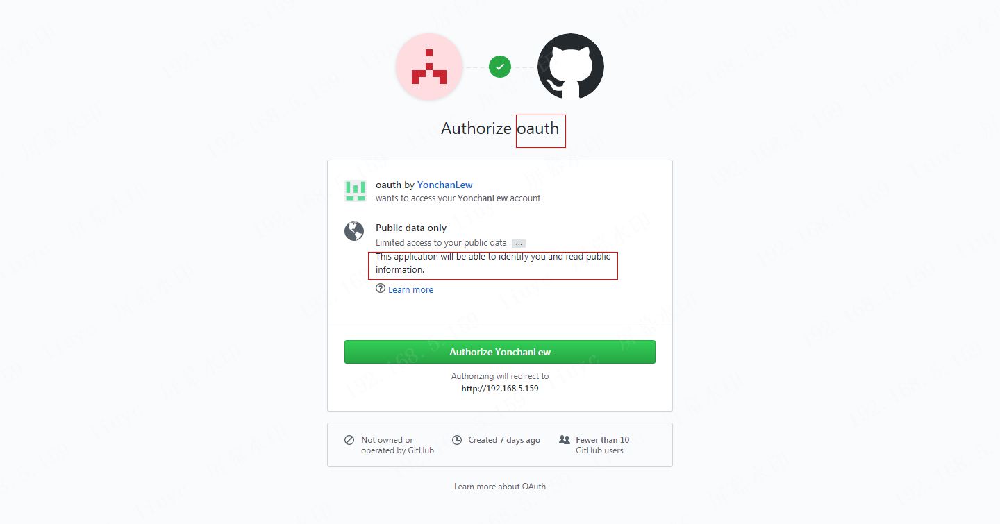 Authorize oauth
oauth by YonchanLew
wants to access your YonchanLew account
Public data only
Limited access to your public data ...
This application will be able to identify you and read public
information.
Learn more
Authorize YonchanLew
Authorizing will redirect to
http://192.168.5.159
Not owned or
operated by GitHub
Created 7 days ago
Fewer than 10
GitHub users
Learn more about OAuth